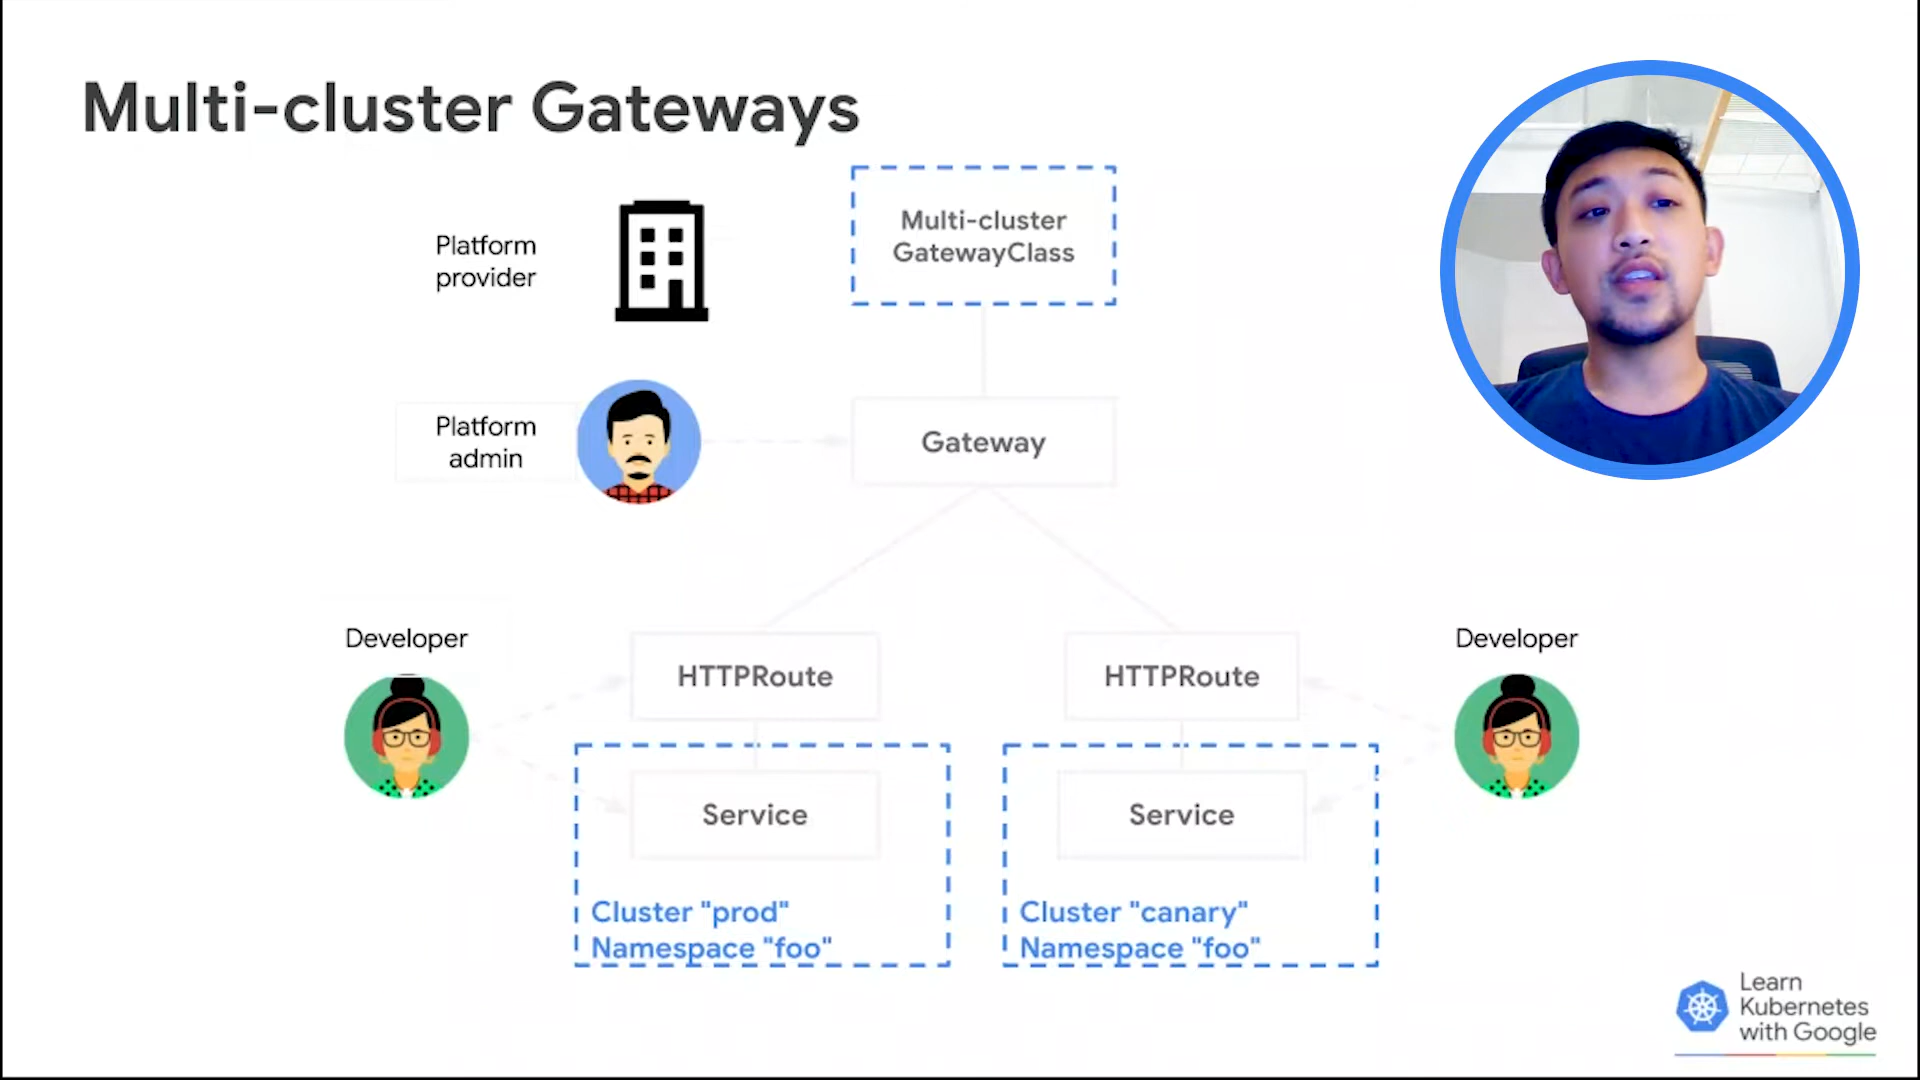 Multi-cluster Gateways
Platform
provider
Multi-cluster
GatewayClass
Platform
admin
Gateway
Developer
HTTPRoute
HTTPRoute
Developer
Service
Service
Cluster "prod"
Namespace "foo"
Cluster "canary"
Namespace "foo"
Learn
Kubernetes
with Google